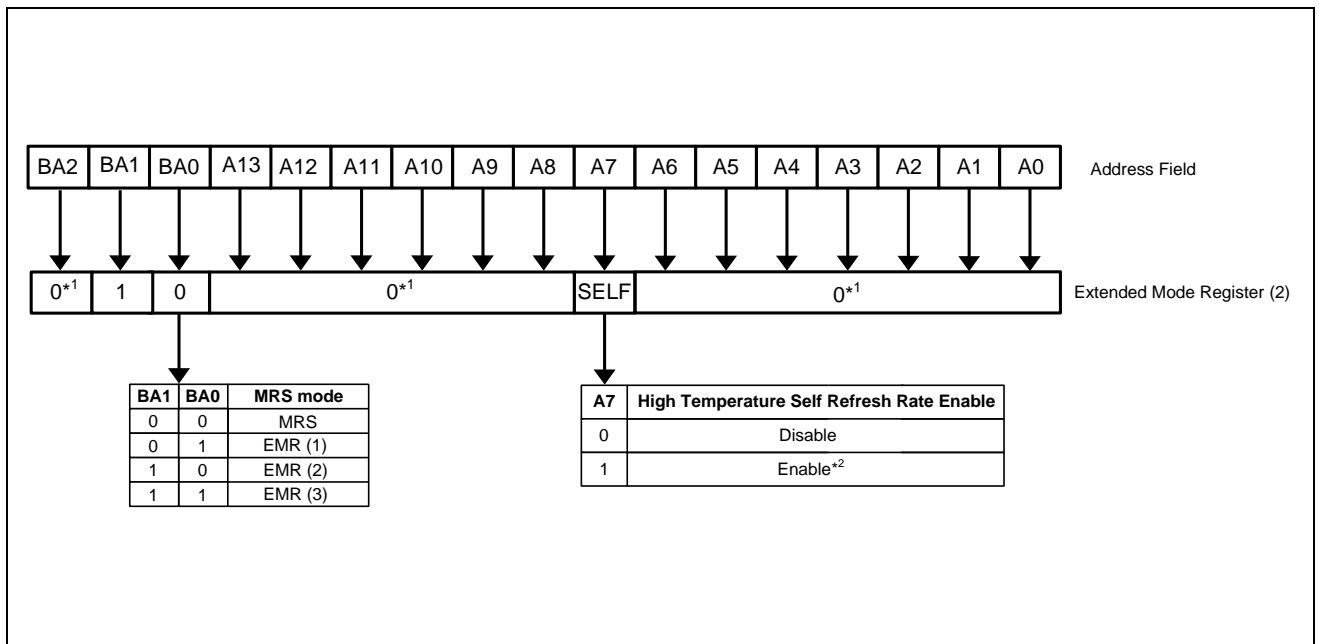 BA2 BA1 BA0 A13 A12 A11 A10 A9 A8 A7 A6 A5 A4 A3 A2 A1 A0 Address Field
0*1 1 0 0*1 SELF 0*1 Extended Mode Register (2)
BA1 BA0 MRS mode
0 0 MRS
0 1 EMR (1)
1 0 EMR (2)
1 1 EMR (3)
A7 High Temperature Self Refresh Rate Enable
0 Disable
1 Enable*2